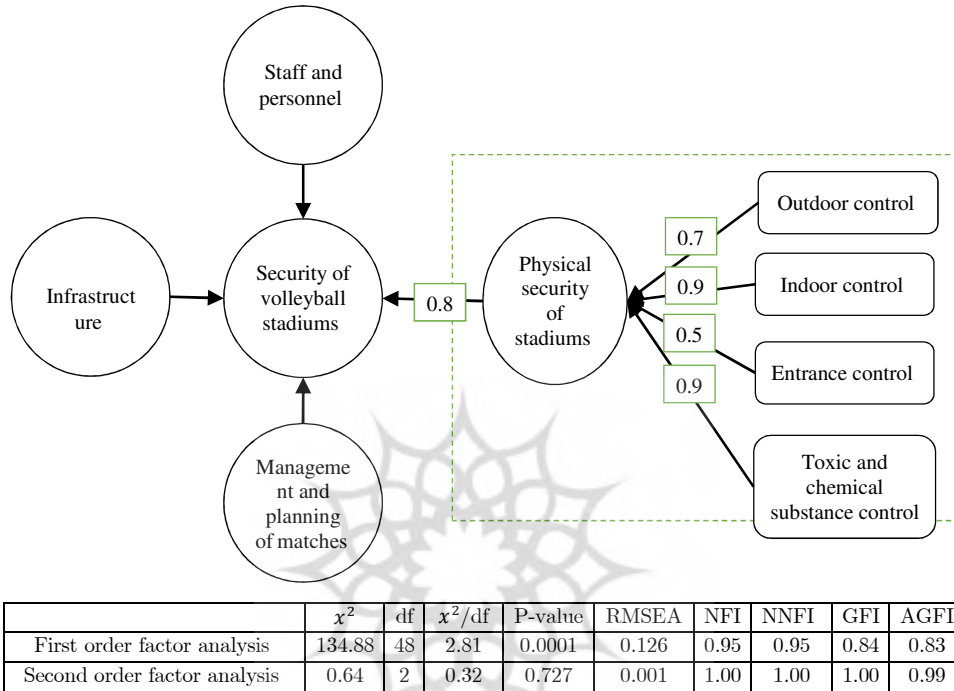 Staff and
personnel
Infrastruct
ure
Security of
volleyball
stadiums
0.8
Physical
security
of
stadiums
0.7
0.9
0.5
0.9
Outdoor control
Indoor control
Entrance control
Toxic and
chemical
substance control
Manageme
nt and
planning
of matches
x² df x²/df P-value RMSEA NFI NNFI GFI AGFI
First order factor analysis 134.88 48 2.81 0.0001 0.126 0.95 0.95 0.84 0.83
Second order factor analysis 0.64 2 0.32 0.727 0.001 1.00 1.00 1.00 0.99